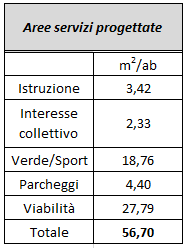 Aree servizi progettate
m²/ab
Istruzione 3,42
Interesse
collettivo 2,33
Verde/Sport 18,76
Parcheggi 4,40
Viabilità 27,79
Totale 56,70